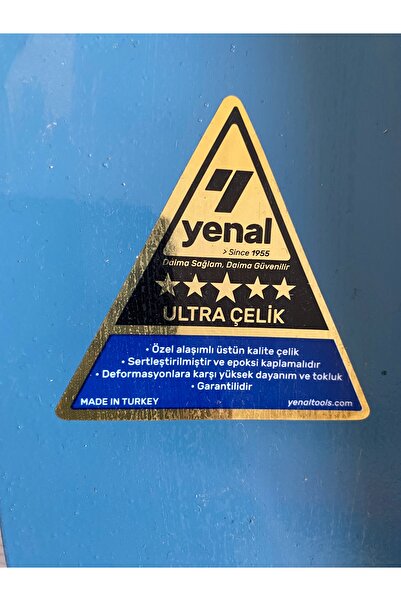 yenal
> Since 1955
Daima Sağlam, Daima Güvenilir
ULTRA ÇELİK
• Özel alaşımlı üstün kalite çelik
• Sertleştirilmiştir ve epoksi kaplamalıdır
• Deformasyonlara karşı yüksek dayanım ve tokluk
• Garantilidir
MADE IN TURKEY
yenaltools.com